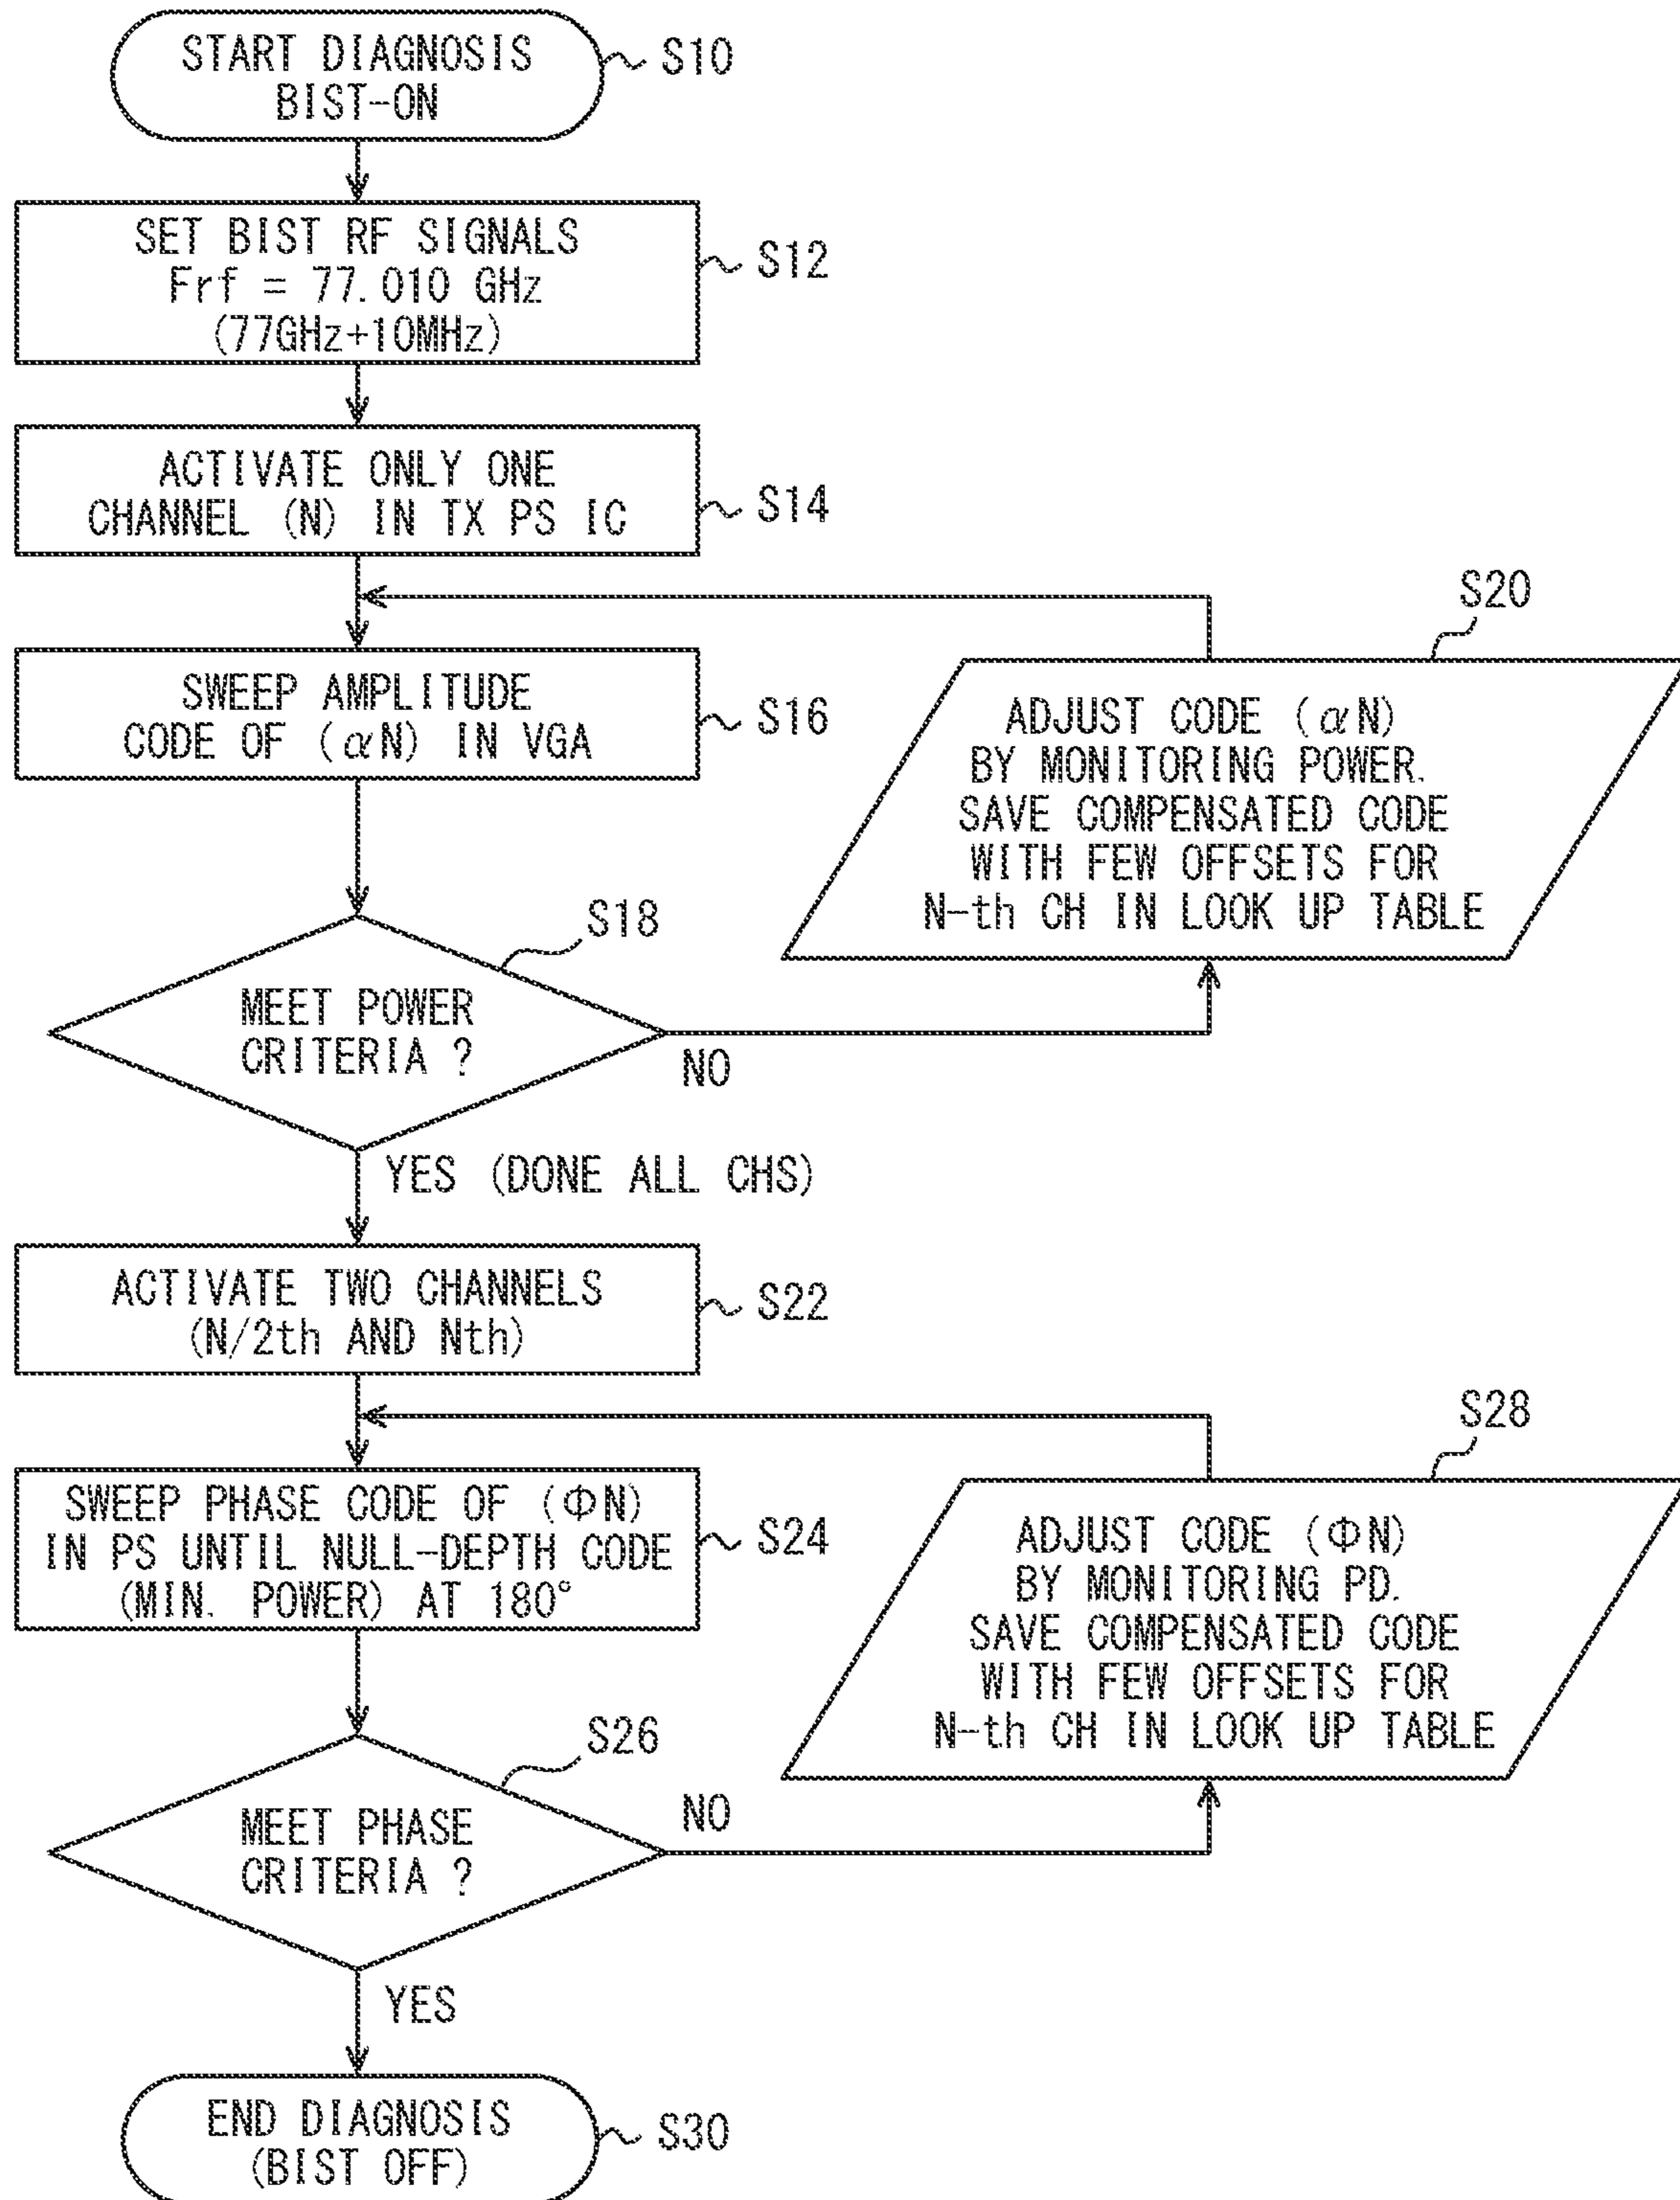 START DIAGNOSIS
BIST-ON
S10
SET BIST RF SIGNALS
Frf = 77.010 GHz
(77GHz+10MHz)
S12
ACTIVATE ONLY ONE
CHANNEL (N) IN TX PS IC
S14
SWEEP AMPLITUDE
CODE OF (αN) IN VGA
S16
S20
ADJUST CODE (αN)
BY MONITORING POWER.
SAVE COMPENSATED CODE
WITH FEW OFFSETS FOR
N-th CH IN LOOK UP TABLE
S18
MEET POWER
CRITERIA ?
NO
YES (DONE ALL CHS)
ACTIVATE TWO CHANNELS
(N/2th AND Nth)
S22
SWEEP PHASE CODE OF (ΦN)
IN PS UNTIL NULL-DEPTH CODE
(MIN. POWER) AT 180°
S24
S28
ADJUST CODE (ΦN)
BY MONITORING PD.
SAVE COMPENSATED CODE
WITH FEW OFFSETS FOR
N-th CH IN LOOK UP TABLE
S26
MEET PHASE
CRITERIA ?
NO
YES
END DIAGNOSIS
(BIST OFF)
S30